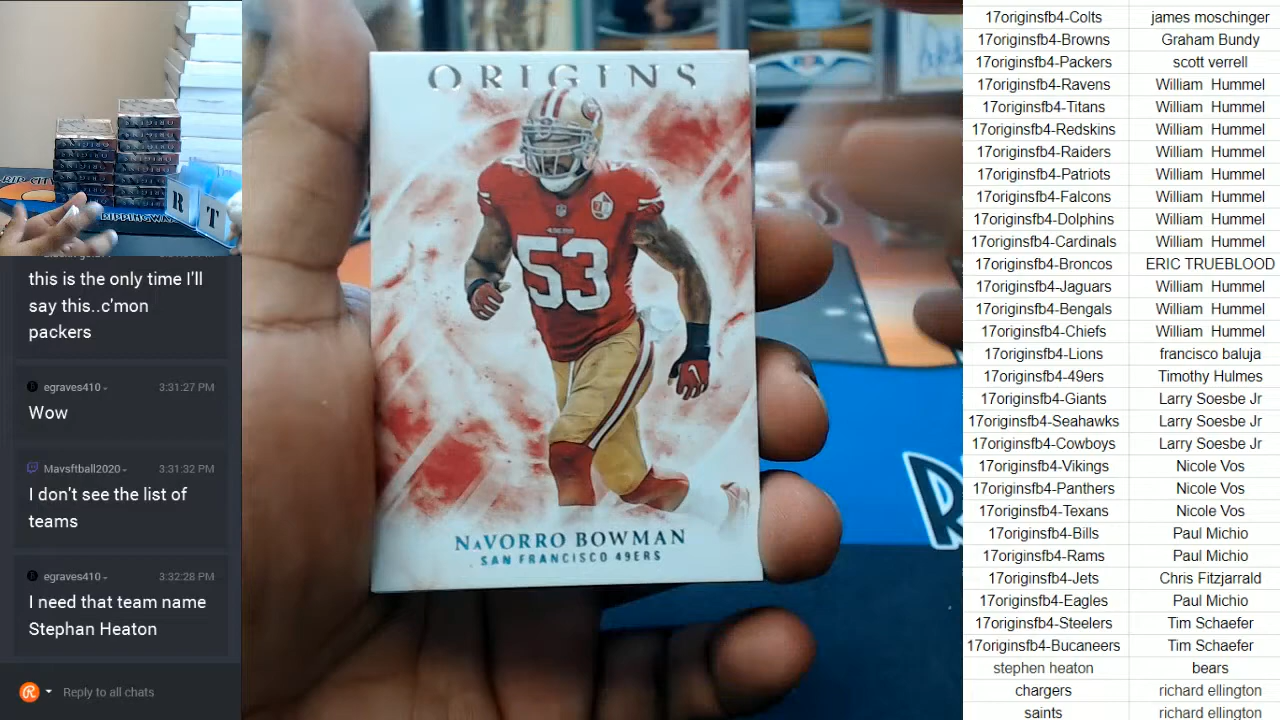 RIPPINGWAX
R
T
this is the only time I'll
say this..c'mon
packers
egraves410
3:31:27 PM
Wow
Mavsftball2020
3:31:32 PM
I don't see the list of
teams
egraves410
3:32:28 PM
I need that team name
Stephan Heaton
Reply to all chats
ORIGINS
53
NaVORRO BOWMAN
SAN FRANCISCO 49ERS
17originsfb4-Colts james moschinger
17originsfb4-Browns Graham Bundy
17originsfb4-Packers scott verrell
17originsfb4-Ravens William Hummel
17originsfb4-Titans William Hummel
17originsfb4-Redskins William Hummel
17originsfb4-Raiders William Hummel
17originsfb4-Patriots William Hummel
17originsfb4-Falcons William Hummel
17originsfb4-Dolphins William Hummel
17originsfb4-Cardinals William Hummel
17originsfb4-Broncos ERIC TRUEBLOOD
17originsfb4-Jaguars William Hummel
17originsfb4-Bengals William Hummel
17originsfb4-Chiefs William Hummel
17originsfb4-Lions francisco baluja
17originsfb4-49ers Timothy Hulmes
17originsfb4-Giants Larry Soesbe Jr
17originsfb4-Seahawks Larry Soesbe Jr
17originsfb4-Cowboys Larry Soesbe Jr
17originsfb4-Vikings Nicole Vos
17originsfb4-Panthers Nicole Vos
17originsfb4-Texans Nicole Vos
17originsfb4-Bills Paul Michio
17originsfb4-Rams Paul Michio
17originsfb4-Jets Chris Fitzjarrald
17originsfb4-Eagles Paul Michio
17originsfb4-Steelers Tim Schaefer
17originsfb4-Bucaneers Tim Schaefer
stephen heaton bears
chargers richard ellington
saints richard ellington